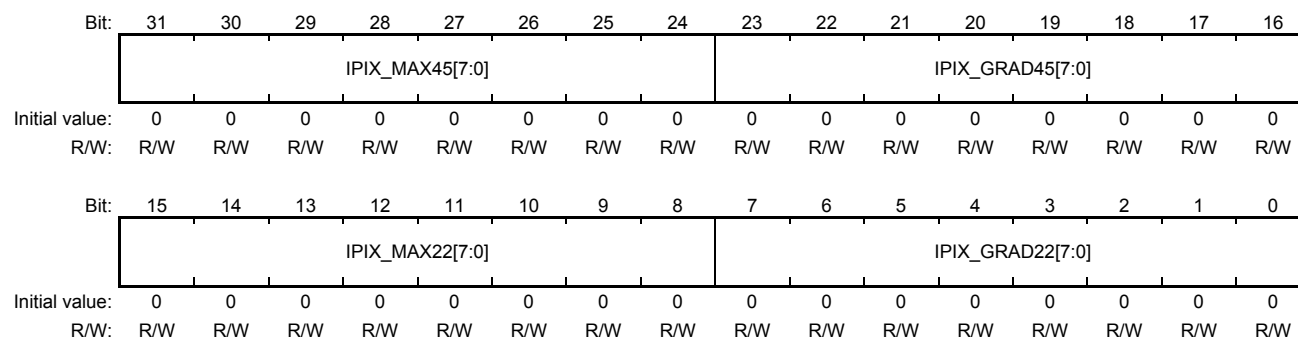 Bit: 31 30 29 28 27 26 25 24 23 22 21 20 19 18 17 16
IPIX_MAX45[7:0] IPIX_GRAD45[7:0]
Initial value: 0 0 0 0 0 0 0 0 0 0 0 0 0 0 0 0
R/W: R/W R/W R/W R/W R/W R/W R/W R/W R/W R/W R/W R/W R/W R/W R/W R/W
Bit: 15 14 13 12 11 10 9 8 7 6 5 4 3 2 1 0
IPIX_MAX22[7:0] IPIX_GRAD22[7:0]
Initial value: 0 0 0 0 0 0 0 0 0 0 0 0 0 0 0 0
R/W: R/W R/W R/W R/W R/W R/W R/W R/W R/W R/W R/W R/W R/W R/W R/W R/W